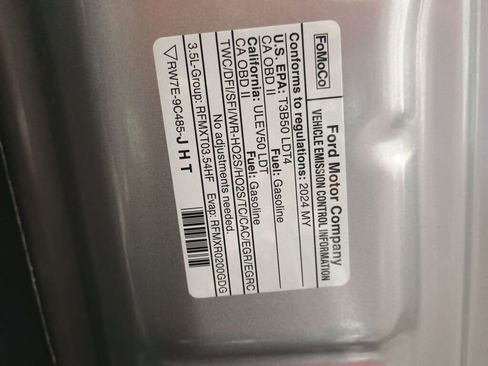 FoMoCo
Ford Motor Company
VEHICLE EMISSION CONTROL INFORMATION
Conforms to regulations: 2024 MY
U.S. EPA: T3B50 LDT4 Fuel: Gasoline
CA OBD II
California: ULEV50 LDT Fuel: Gasoline
CA OBD II
TWC/DFI/SFI/WR-HO2S/HO2S/TC/CAC/EGR/EGRC
No adjustments needed.
3.5L-Group: RFMXT03.54HF Evap: RFMXR0200GDG
RW7E-9C485-JHT